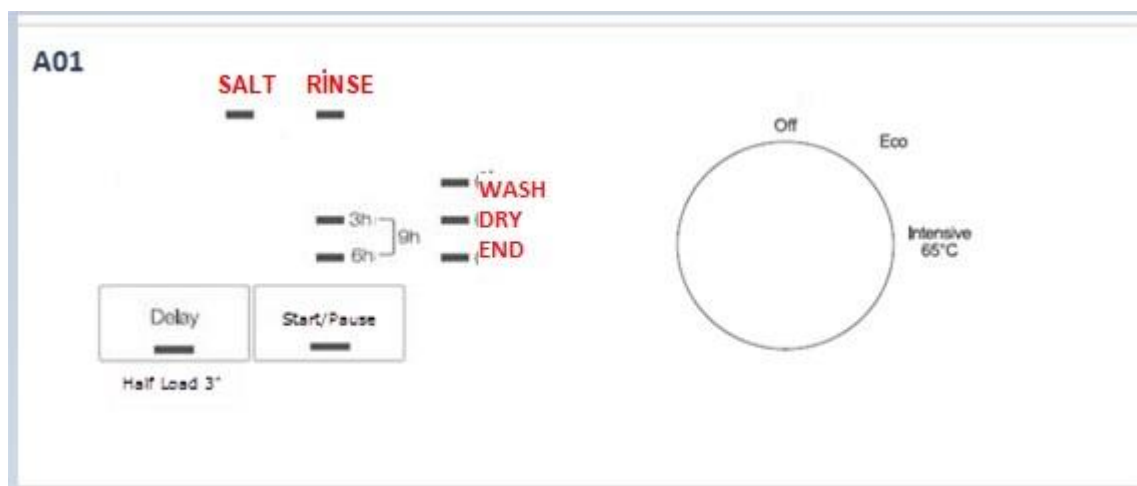 A01
SALT RİNSE
WASH
3h
DRY
9h
6h
END
Delay
Start/Pause
Half Load 3"
Off
Eco
Intensive
65°C